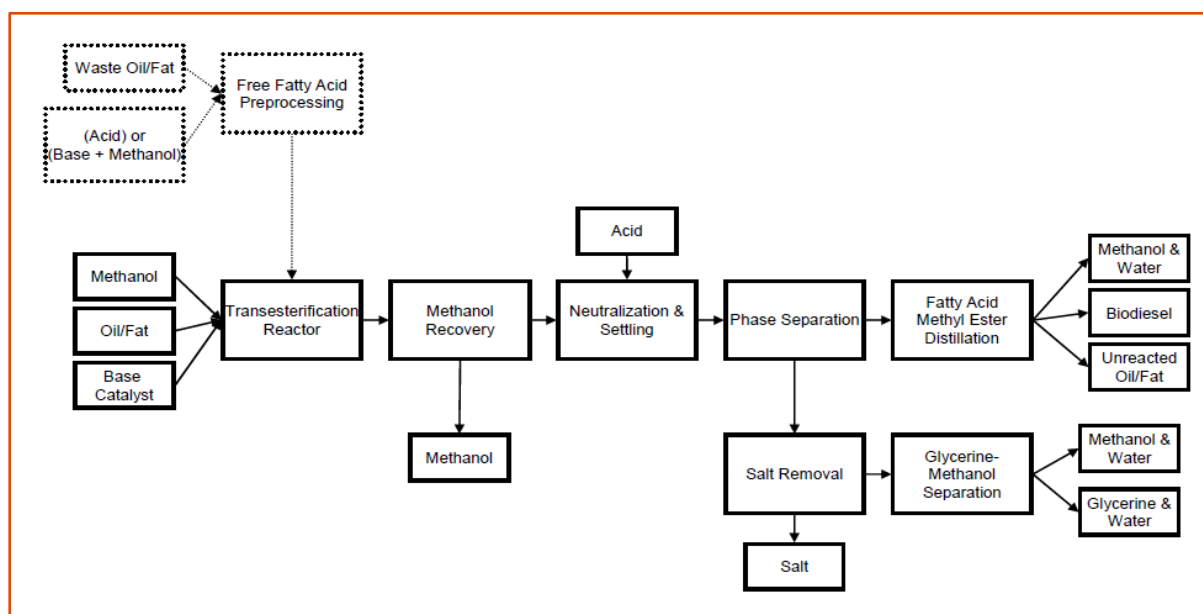 Waste Oil/Fat
Free Fatty Acid
Preprocessing
(Acid) or
(Base + Methanol)
Acid
Methanol
Oil/Fat
Base
Catalyst
Transesterification
Reactor
Methanol
Recovery
Neutralization &
Settling
Phase Separation
Fatty Acid
Methyl Ester
Distillation
Methanol &
Water
Biodiesel
Unreacted
Oil/Fat
Methanol
Salt Removal
Glycerine-
Methanol
Separation
Methanol &
Water
Glycerine &
Water
Salt